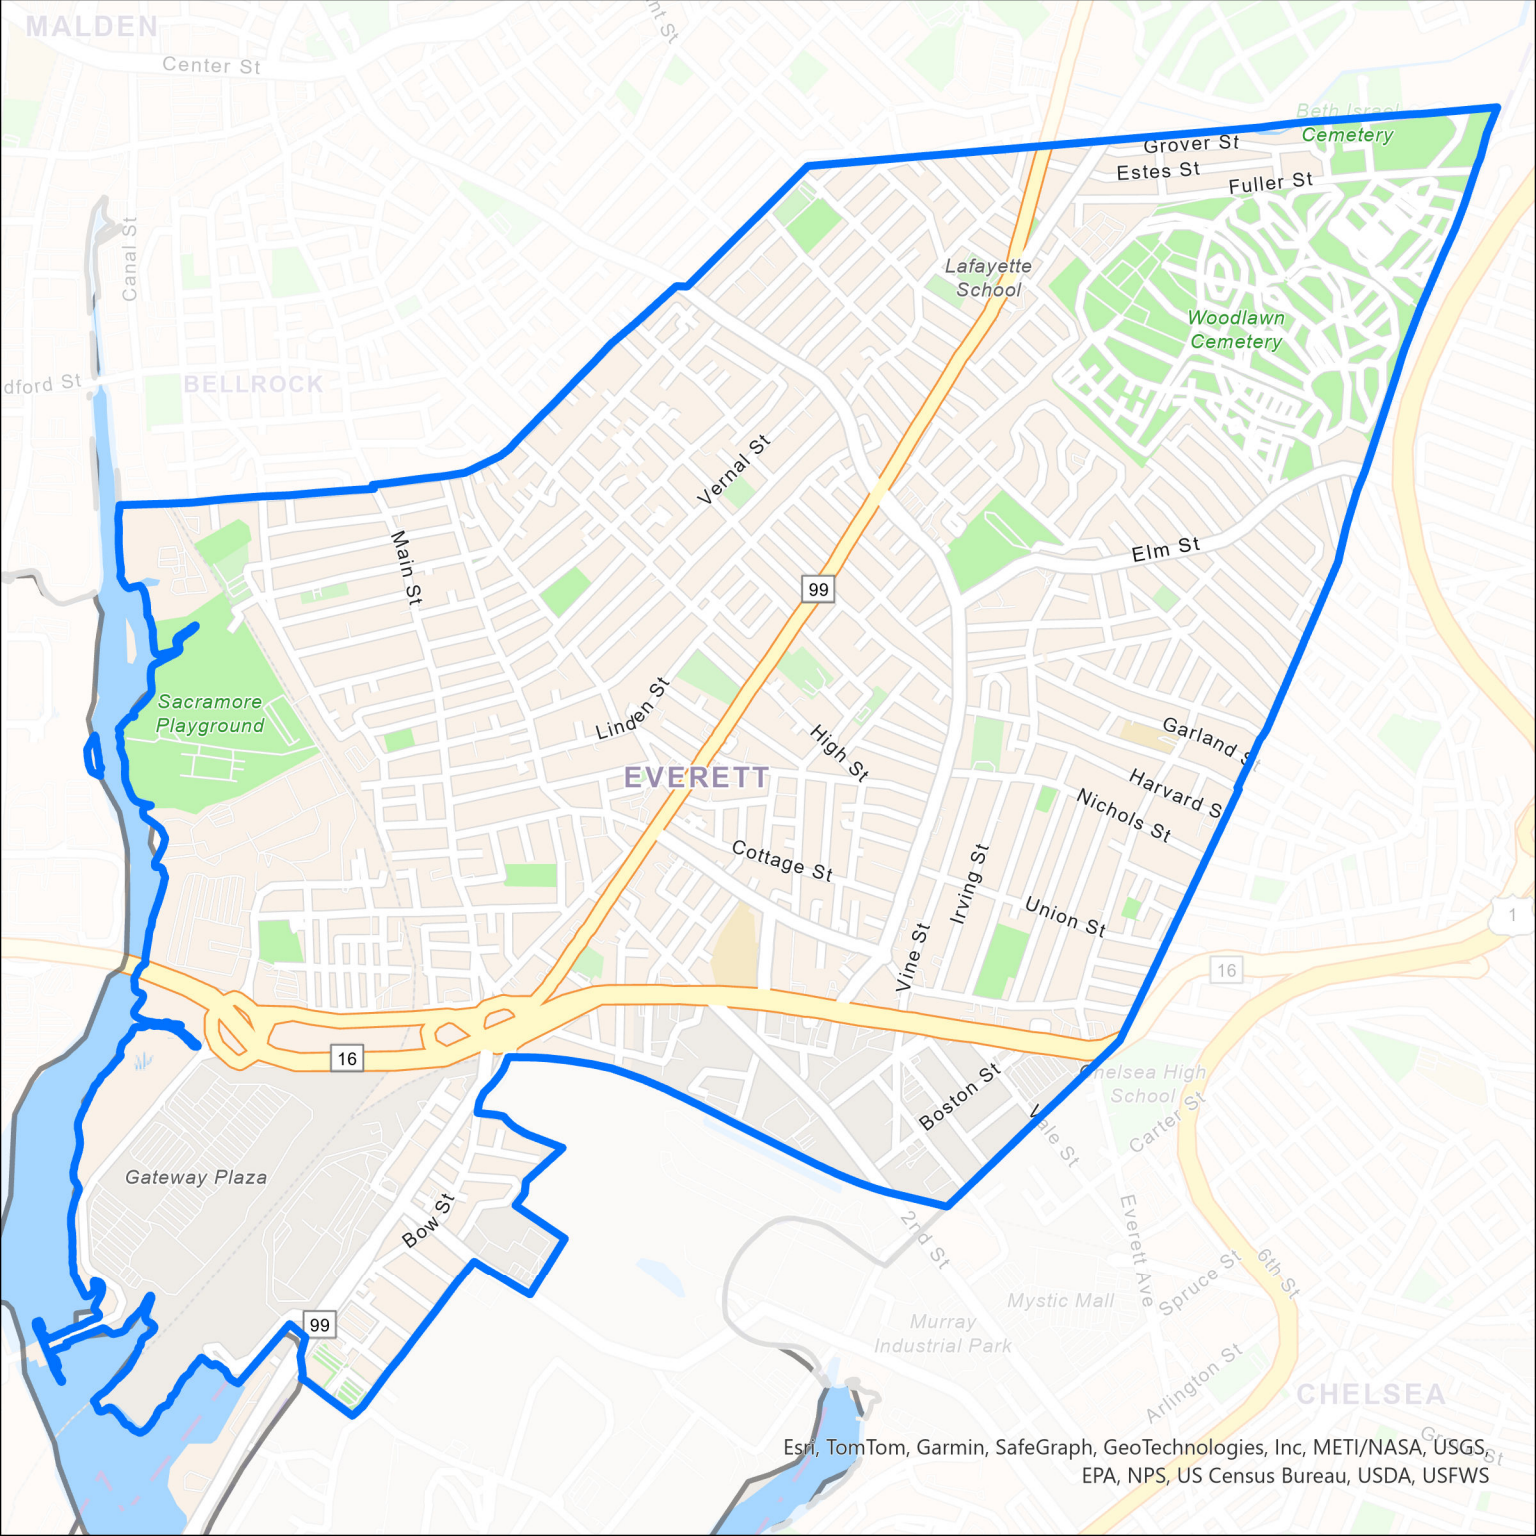 MALDEN
nt St
Center St
Beth Israel
Cemetery
Grover St
Estes St
Fuller St
Canal St
Lafayette
School
Woodlawn
Cemetery
dford St
BELLROCK
Vernal St
Main St
Elm St
99
Sacramore
Playground
Linden St
High St
Garland St
EVERETT
Harvard S
Nichols St
Cottage St
Irving St
Union St
Vine St
1
16
16
Boston St
Chelsea High
School
Vale St
Carter St
Gateway Plaza
Bow St
2nd St
Everett Ave
Spruce St
6th St
Mystic Mall
99
Murray
Industrial Park
Arlington St
CHELSEA
Esri, TomTom, Garmin, SafeGraph, GeoTechnologies, Inc, METI/NASA, USGS,
EPA, NPS, US Census Bureau, USDA, USFWS